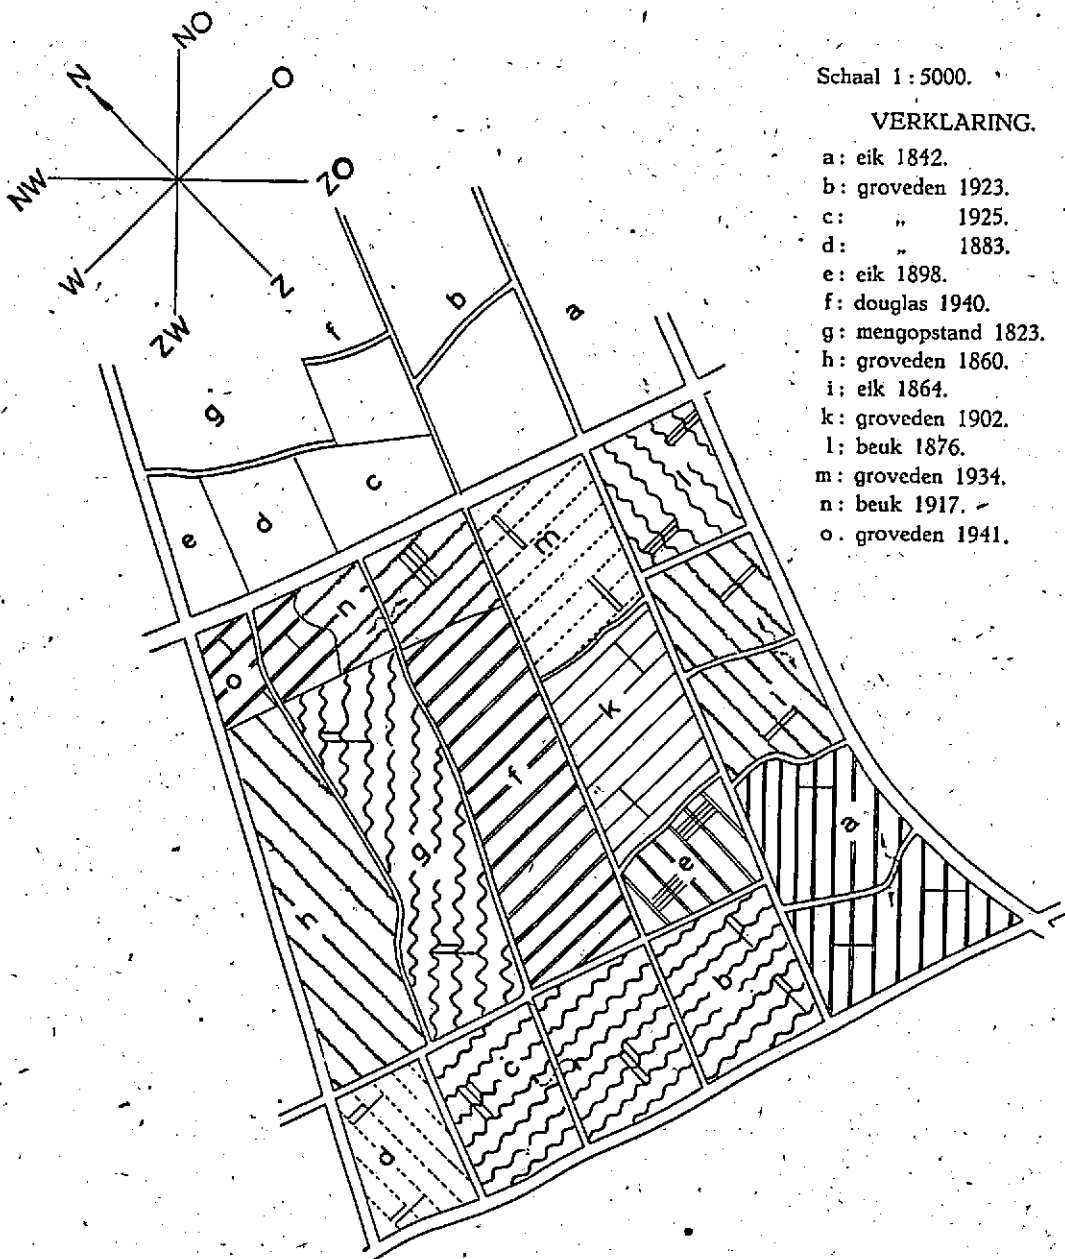 NO
N
O
NW
ZO
W
Z
ZW
Schaal 1 : 5000.
VERKLARING.
a : eik 1842.
b : groveden 1923.
c : „ 1925.
d : „ 1883.
e : eik 1898.
f : douglas 1940.
g : mengopstand 1823.
h : groveden 1860.
i ; eik 1864.
k : groveden 1902.
l ; beuk 1876.
m : groveden 1934.
n : beuk 1917.
o . groveden 1941.
b
a
f
g
c
d
e
m
n
o
k
f
a
g
e
h
b
c
d